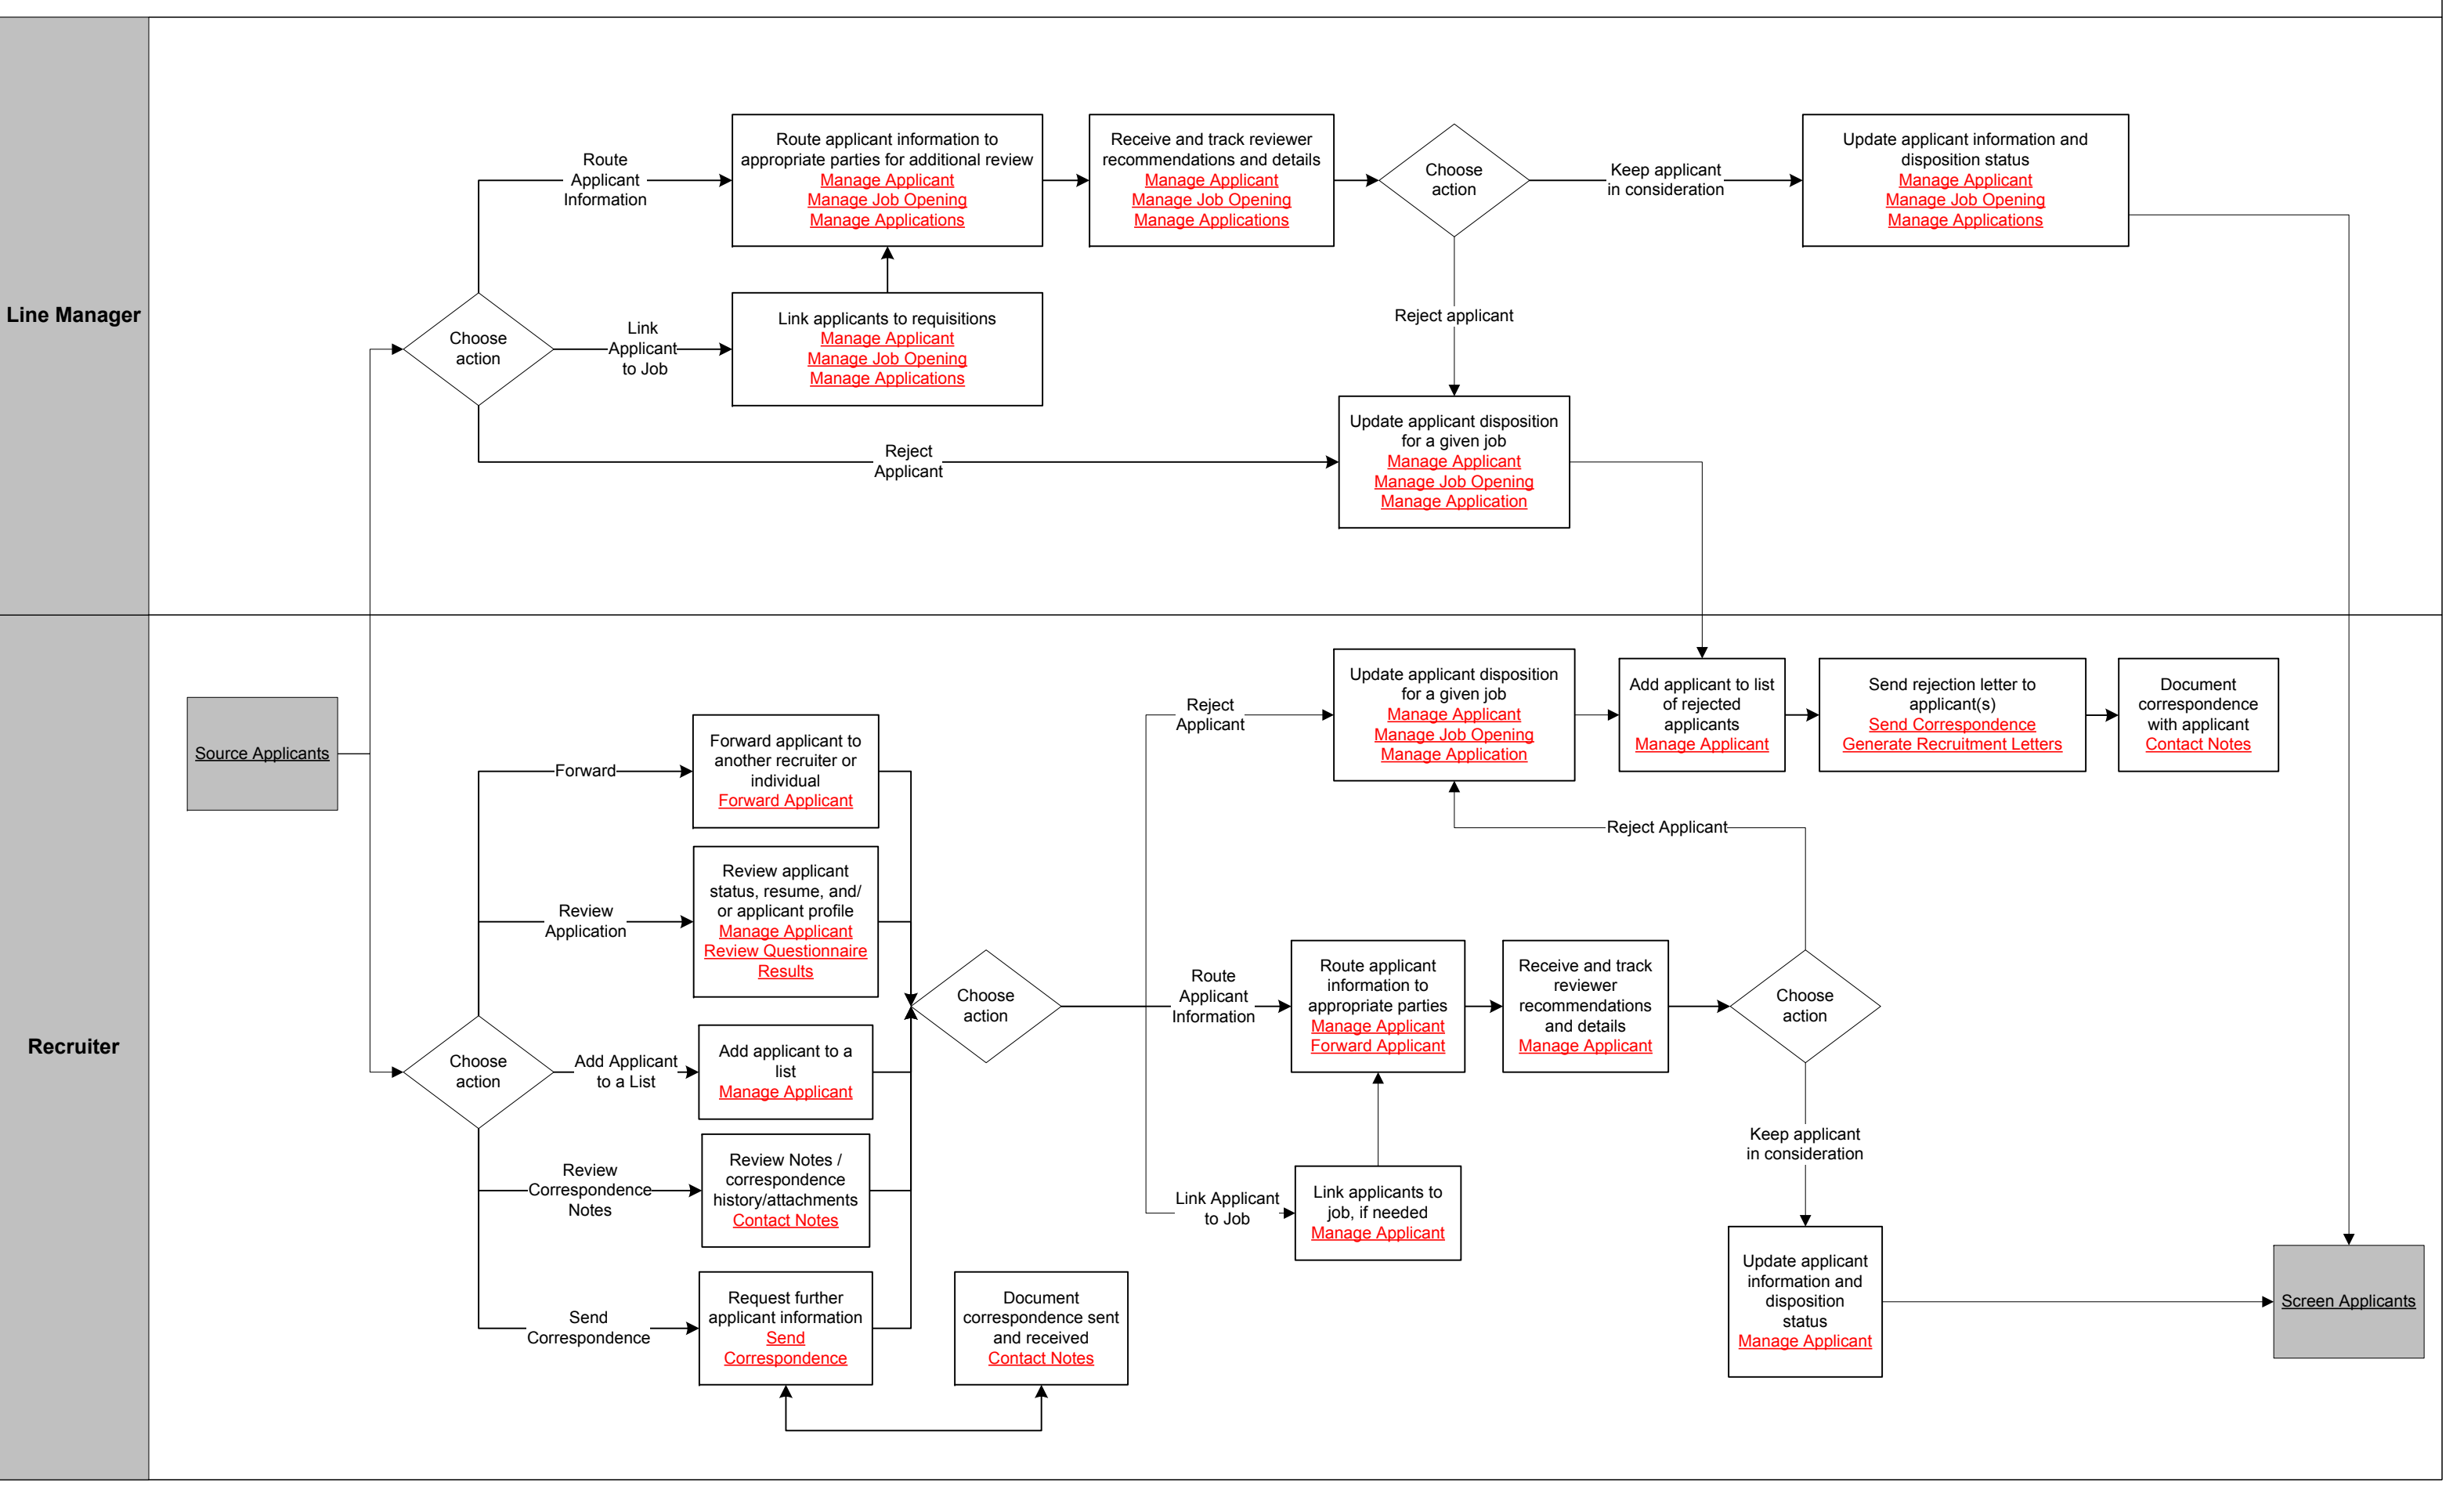 Line Manager
Choose
action
Route
Applicant
Information
Route applicant information to
appropriate parties for additional review
Manage Applicant
Manage Job Opening
Manage Applications
Receive and track reviewer
recommendations and details
Manage Applicant
Manage Job Opening
Manage Applications
Choose
action
Keep applicant
in consideration
Update applicant information and
disposition status
Manage Applicant
Manage Job Opening
Manage Applications
Link
Applicant
to Job
Link applicants to requisitions
Manage Applicant
Manage Job Opening
Manage Applications
Reject applicant
Reject
Applicant
Update applicant disposition
for a given job
Manage Applicant
Manage Job Opening
Manage Application
Recruiter
Source Applicants
Choose
action
Forward
Forward applicant to
another recruiter or
individual
Forward Applicant
Review
Application
Review applicant
status, resume, and/
or applicant profile
Manage Applicant
Review Questionnaire
Results
Add Applicant
to a List
Add applicant to a
list
Manage Applicant
Review
Correspondence
Notes
Review Notes /
correspondence
history/attachments
Contact Notes
Send
Correspondence
Request further
applicant information
Send
Correspondence
Document
correspondence sent
and received
Contact Notes
Choose
action
Reject
Applicant
Update applicant disposition
for a given job
Manage Applicant
Manage Job Opening
Manage Application
Add applicant to list
of rejected
applicants
Manage Applicant
Send rejection letter to
applicant(s)
Send Correspondence
Generate Recruitment Letters
Document
correspondence
with applicant
Contact Notes
Reject Applicant
Route
Applicant
Information
Route applicant
information to
appropriate parties
Manage Applicant
Forward Applicant
Receive and track
reviewer
recommendations
and details
Manage Applicant
Choose
action
Link Applicant
to Job
Link applicants to
job, if needed
Manage Applicant
Keep applicant
in consideration
Update applicant
information and
disposition
status
Manage Applicant
Screen Applicants